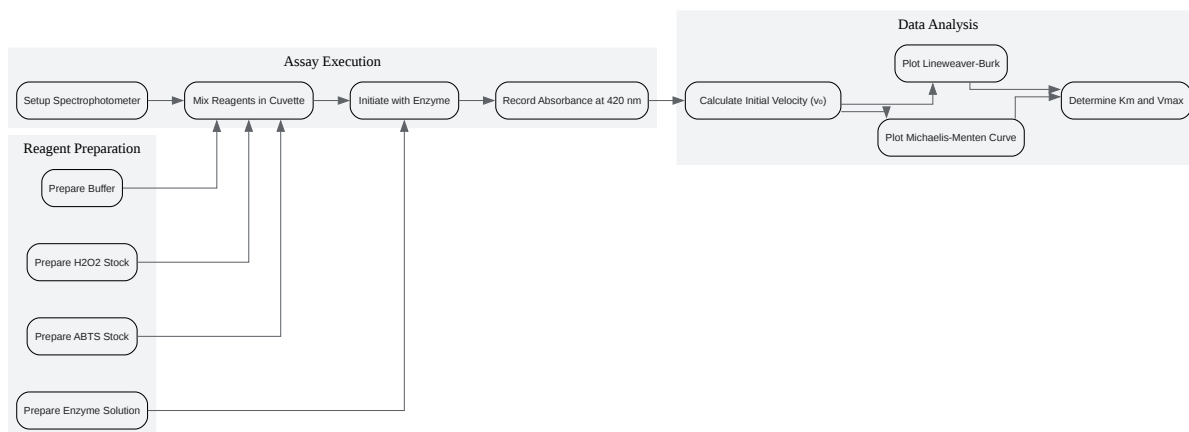 Data Analysis
Plot Lineweaver-Burk
Calculate Initial Velocity (v₀)
Plot Michaelis-Menten Curve
Determine Km and Vmax
Assay Execution
Setup Spectrophotometer
Mix Reagents in Cuvette
Initiate with Enzyme
Record Absorbance at 420 nm
Reagent Preparation
Prepare Buffer
Prepare H2O2 Stock
Prepare ABTS Stock
Prepare Enzyme Solution